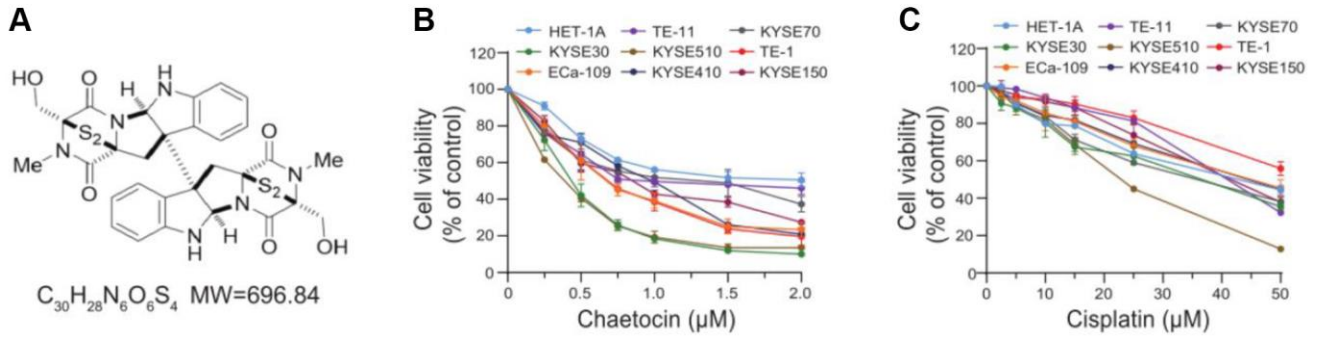 A
HO
O
H
H
N
N
S2
N
Me
O
O
Me
N
S2
N
H
N
H
O
OH
C30H28N6O6S4 MW=696.84
B
HET-1A TE-11 KYSE70
KYSE30 KYSE510 TE-1
ECa-109 KYSE410 KYSE150
Cell viability
(% of control)
120
100
80
60
40
20
0
0 0.5 1.0 1.5 2.0
Chaetocin (µM)
C
HET-1A TE-11 KYSE70
KYSE30 KYSE510 TE-1
ECa-109 KYSE410 KYSE150
Cell viability
(% of control)
120
100
80
60
40
20
0
0 10 20 30 40 50
Cisplatin (µM)